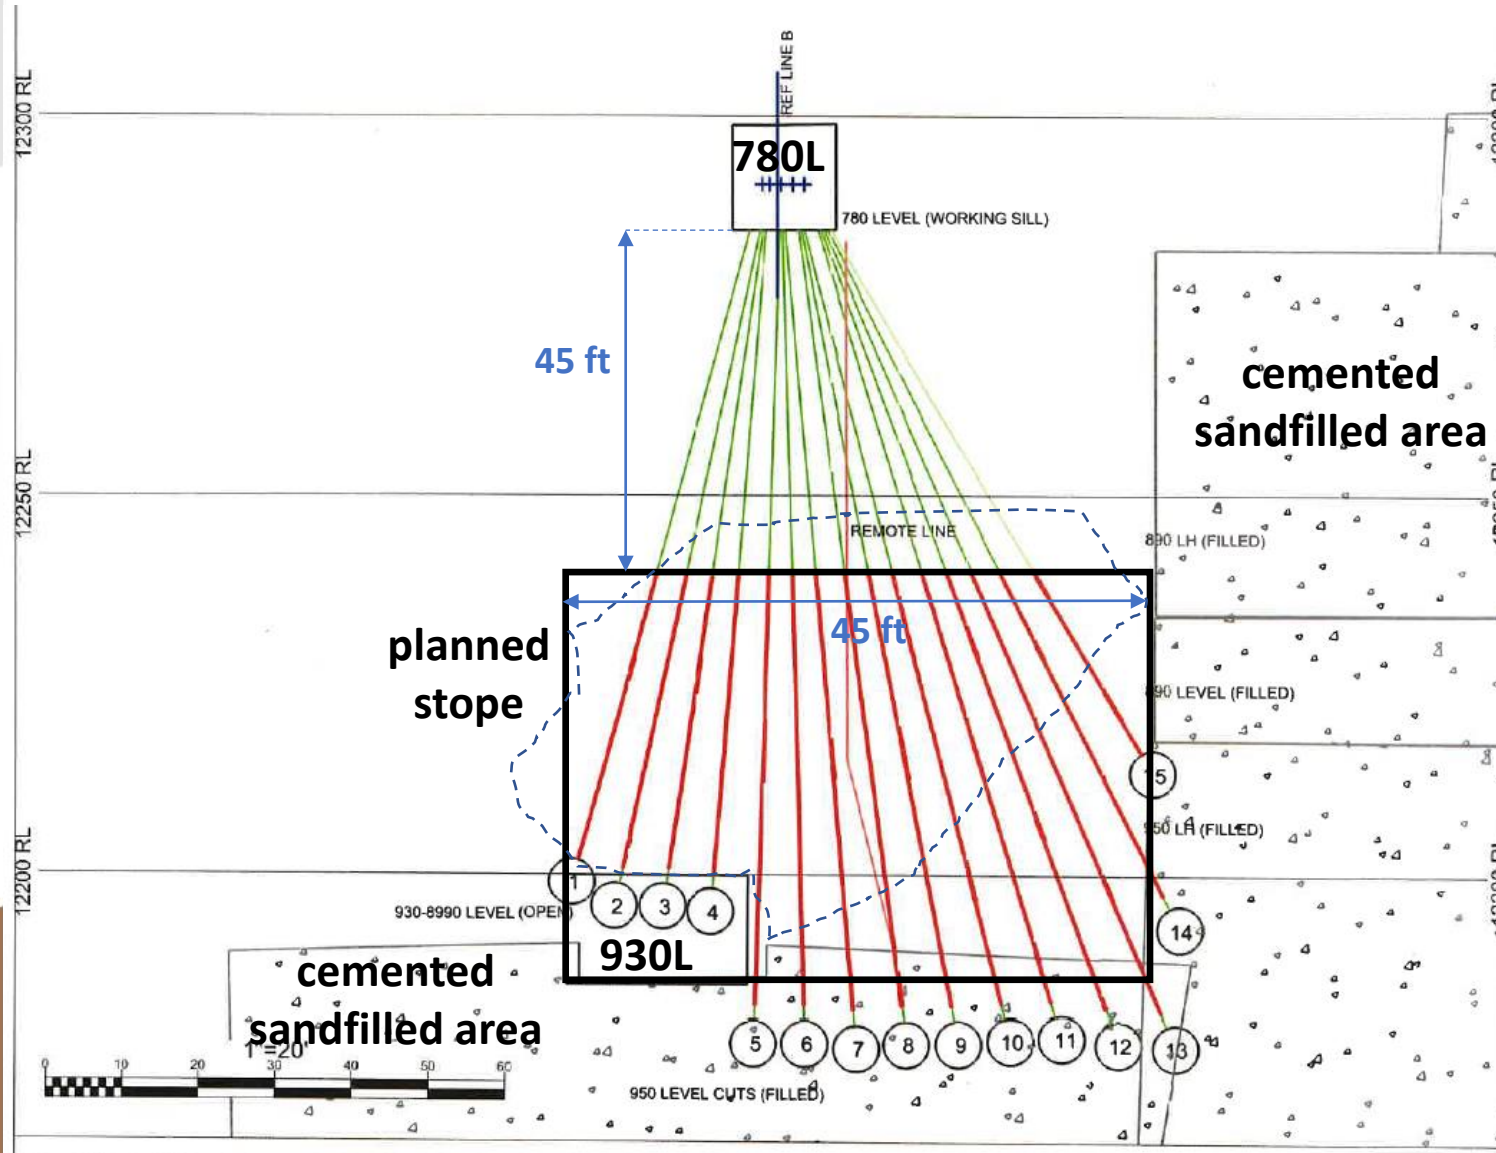 REF LINE B
12300 RL
780L
780 LEVEL (WORKING SILL)
45 ft
cemented
sandfilled area
12250 RL
REMOTE LINE
890 LH (FILLED)
45 ft
planned
stope
890 LEVEL (FILLED)
15
950 LH (FILLED)
12200 RL
1
2
3
4
930-8990 LEVEL (OPEN)
14
930L
cemented
sandfilled area
1"=20'
5
6
7
8
9
10
11
12
13
0 10 20 30 40 50 60
950 LEVEL CUTS (FILLED)